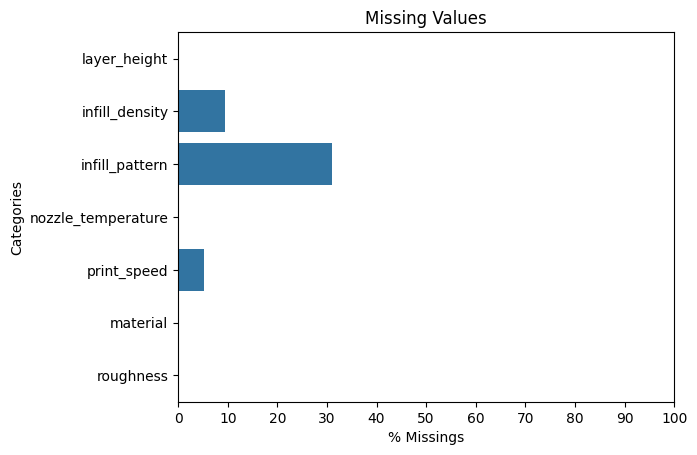 Missing Values
Categories
layer_height
infill_density
infill_pattern
nozzle_temperature
print_speed
material
roughness
0 10 20 30 40 50 60 70 80 90 100
% Missings